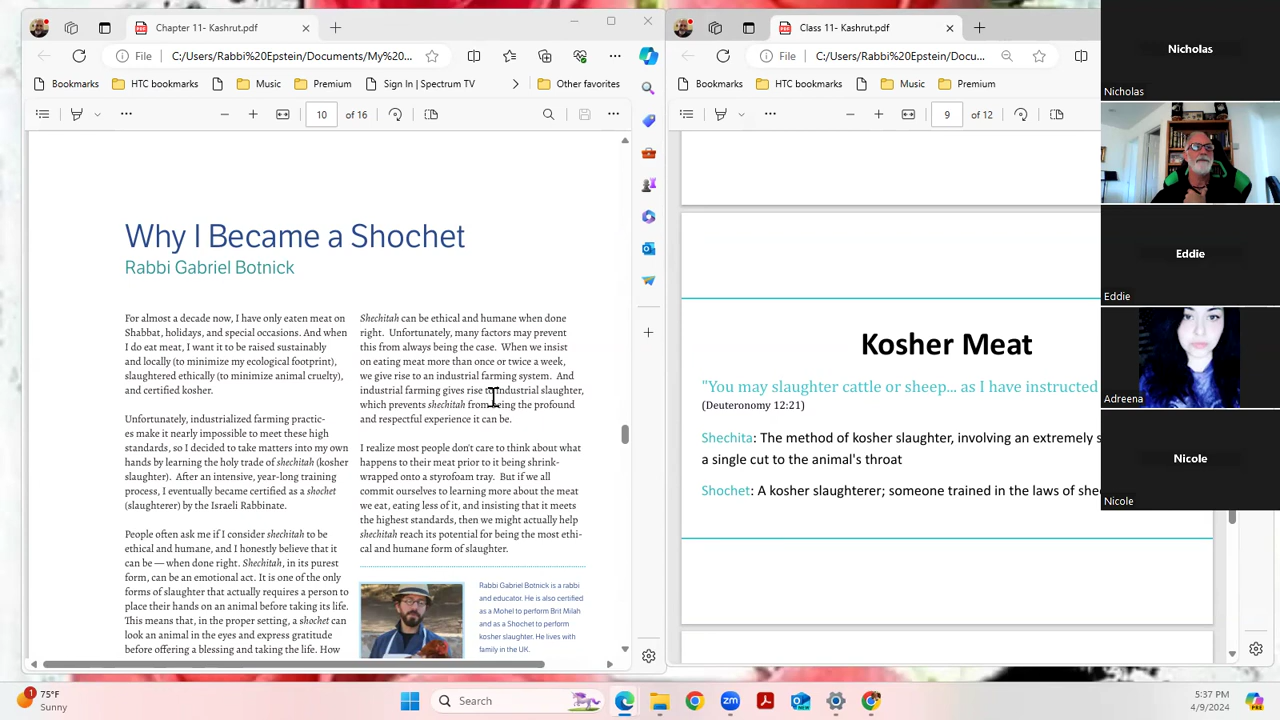 Chapter 11- Kashrut.pdf
File
C:/Users/Rabbi%20Epstein/Documents/My%20...
Bookmarks
HTC bookmarks
Music
Premium
Sign In | Spectrum TV
Other favorites
10 of 16
Why I Became a Shochet
Rabbi Gabriel Botnick
For almost a decade now, I have only eaten meat on
Shabbat, holidays, and special occasions. And when
I do eat meat, I want it to be raised sustainably
and locally (to minimize my ecological footprint),
slaughtered ethically (to minimize animal cruelty),
and certified kosher.
Unfortunately, industrialized farming practic-
es make it nearly impossible to meet these high
standards, so I decided to take matters into my own
hands by learning the holy trade of shechitah (kosher
slaughter). After an intensive, year-long training
process, I eventually became certified as a shochet
(slaughterer) by the Israeli Rabbinate.
People often ask me if I consider shechitah to be
ethical and humane, and I honestly believe that it
can be — when done right. Shechitah, in its purest
form, can be an emotional act. It is one of the only
forms of slaughter that actually requires a person to
place their hands on an animal before taking its life.
This means that, in the proper setting, a shochet can
look an animal in the eyes and express gratitude
before offering a blessing and taking the life. How
Shechitah can be ethical and humane when done
right. Unfortunately, many factors may prevent
this from always being the case. When we insist
on eating meat more than once or twice a week,
we give rise to an industrial farming system. And
industrial farming gives rise to industrial slaughter,
which prevents shechitah from being the profound
and respectful experience it can be.
I realize most people don't care to think about what
happens to their meat prior to it being shrink-
wrapped onto a styrofoam tray. But if we all
commit ourselves to learning more about the meat
we eat, eating less of it, and insisting that it meets
the highest standards, then we might actually help
shechitah reach its potential for being the most ethi-
cal and humane form of slaughter.
Rabbi Gabriel Botnick is a rabbi
and educator. He is also certified
as a Mohel to perform Brit Milah
and as a Shochet to perform
kosher slaughter. He lives with
family in the UK.
Class 11- Kashrut.pdf
File
C:/Users/Rabbi%20Epstein/Docu...
Bookmarks
HTC bookmarks
Music
Premium
9 of 12
Kosher Meat
"You may slaughter cattle or sheep... as I have instructed
(Deuteronomy 12:21)
Shechita: The method of kosher slaughter, involving an extremely s
a single cut to the animal's throat
Shochet: A kosher slaughterer; someone trained in the laws of she
Nicholas
Nicholas
Eddie
Eddie
Adreena
Nicole
Nicole
1
75°F
Sunny
Search
zm
5:37 PM
4/9/2024
PRE